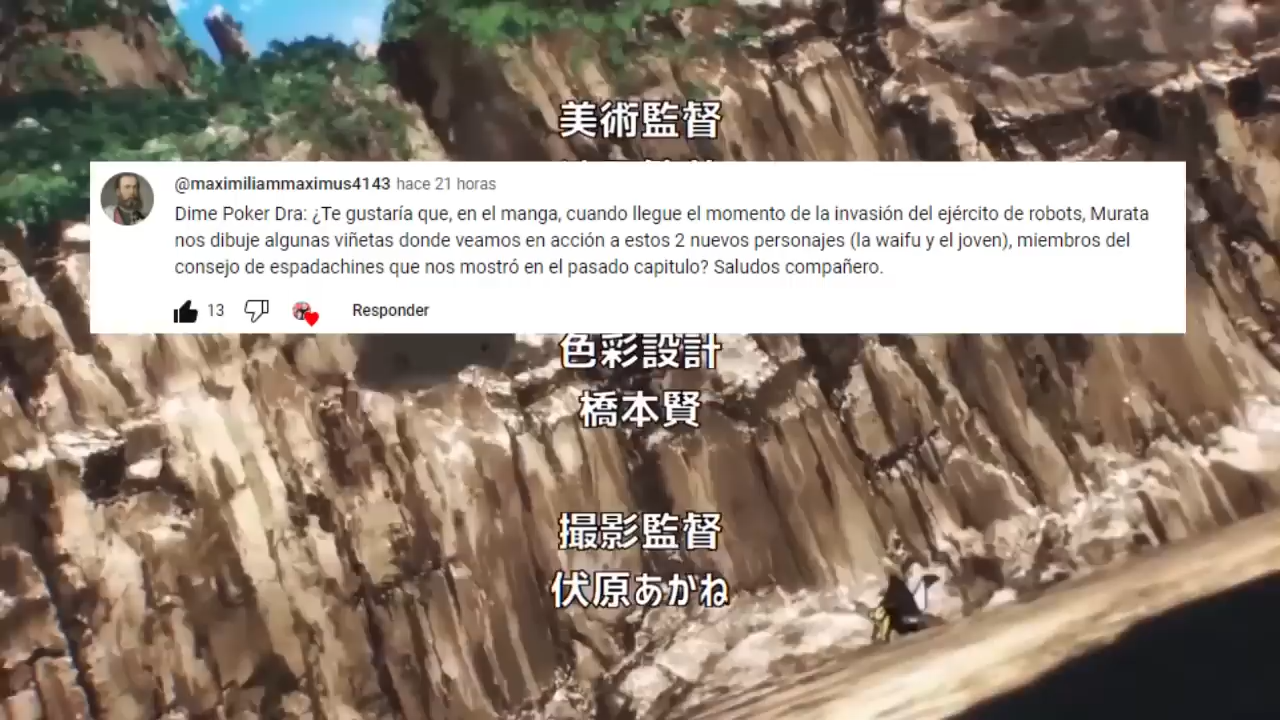 美術監督
@maximiliammaximus4143 hace 21 horas
Dime Poker Dra: ¿Te gustaría que, en el manga, cuando llegue el momento de la invasión del ejército de robots, Murata
nos dibuje algunas viñetas donde veamos en acción a estos 2 nuevos personajes (la waifu y el joven), miembros del
consejo de espadachines que nos mostró en el pasado capitulo? Saludos compañero.
13 Responder
色彩設計
橋本賢
撮影監督
伏原あかね